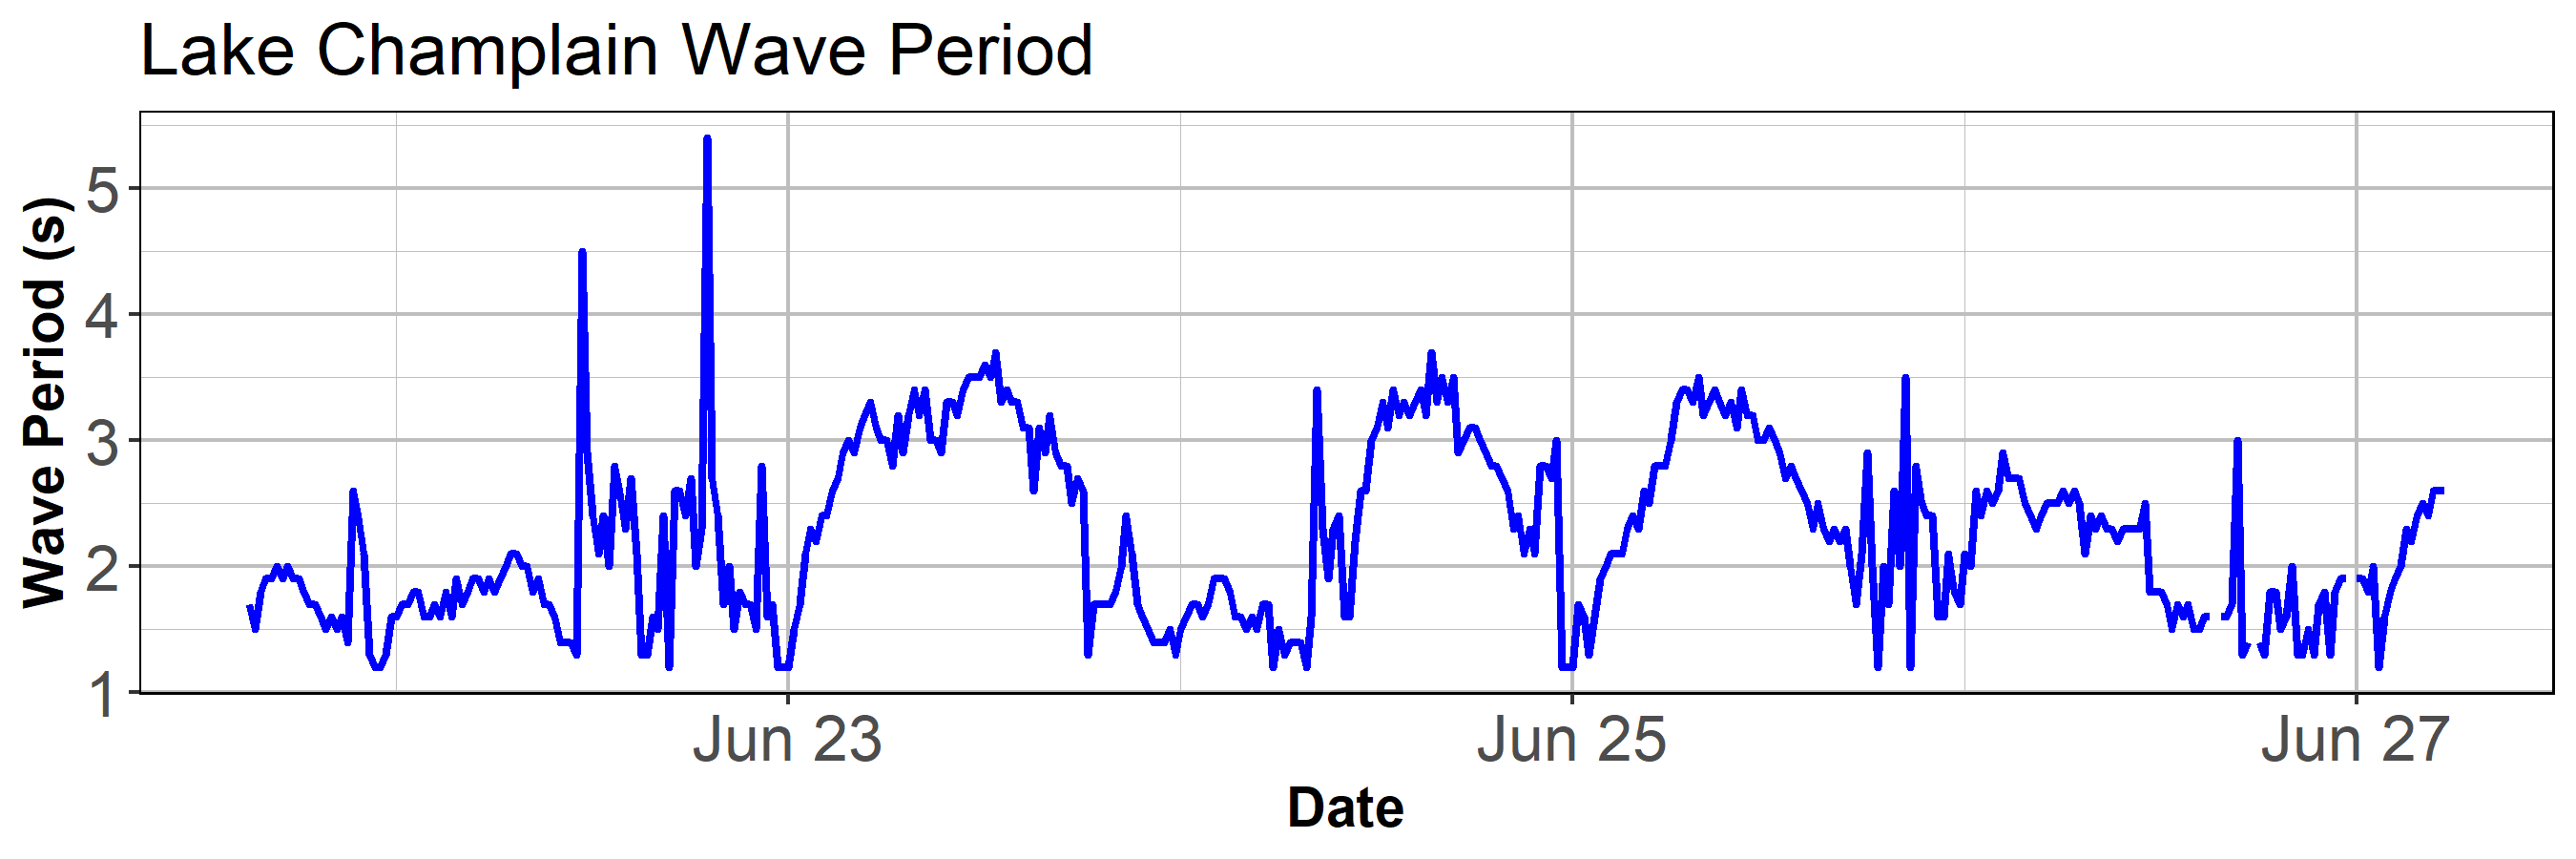 Lake Champlain Wave Period
Wave Period (s)
5
4
3
2
1
Jun 23
Jun 25
Jun 27
Date